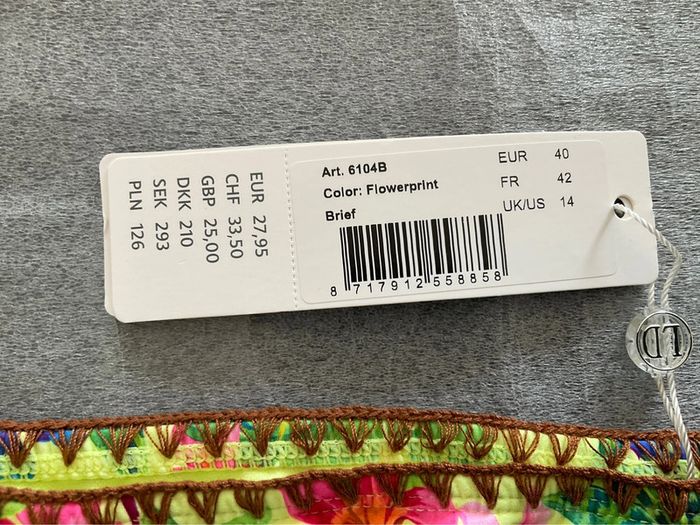 EUR 27,95
CHF 33,50
GBP 25,00
DKK 210
SEK 293
PLN 126
Art. 6104B
Color: Flowerprint
Brief
EUR 40
FR 42
UK/US 14
8 717912 558858
LD